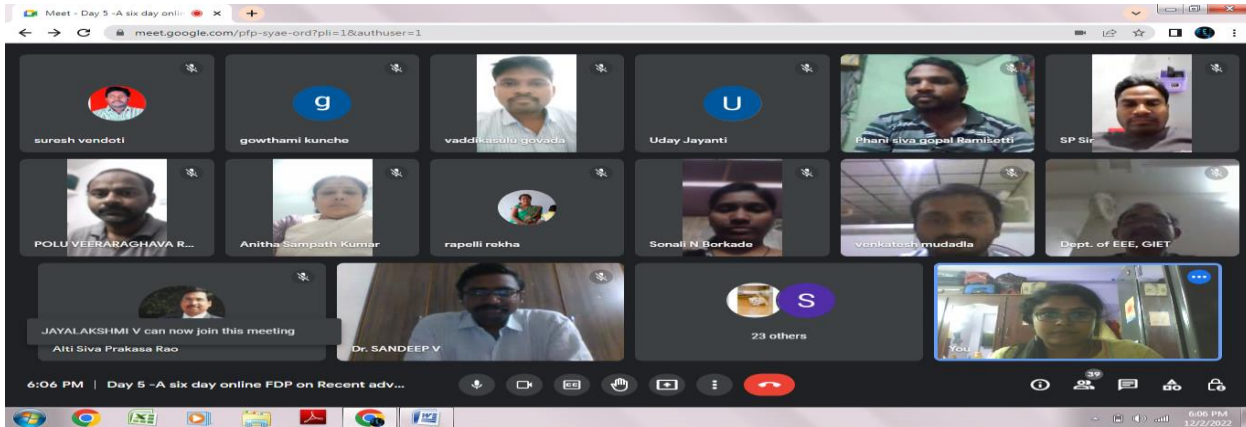 Meet - Day 5 -A six day onlin
meet.google.com/pfp-syae-ord?pli=1&authuser=1
suresh vendoti
g
gowthami kunche
vaddikasulu govada
U
Uday Jayanti
Phani siva gopal Ramisetti
SP Sir
POLU VEERARAGHAVA R...
Anitha Sampath Kumar
rapelli rekha
Sonali N Borkade
venkatesh mudadla
Dept. of EEE, GIET
JAYALAKSHMI V can now join this meeting
Alti Siva Prakasa Rao
Dr. SANDEEP V
S
23 others
You
6:06 PM | Day 5 -A six day online FDP on Recent adv...
CC
39
6:06 PM
12/2/2022